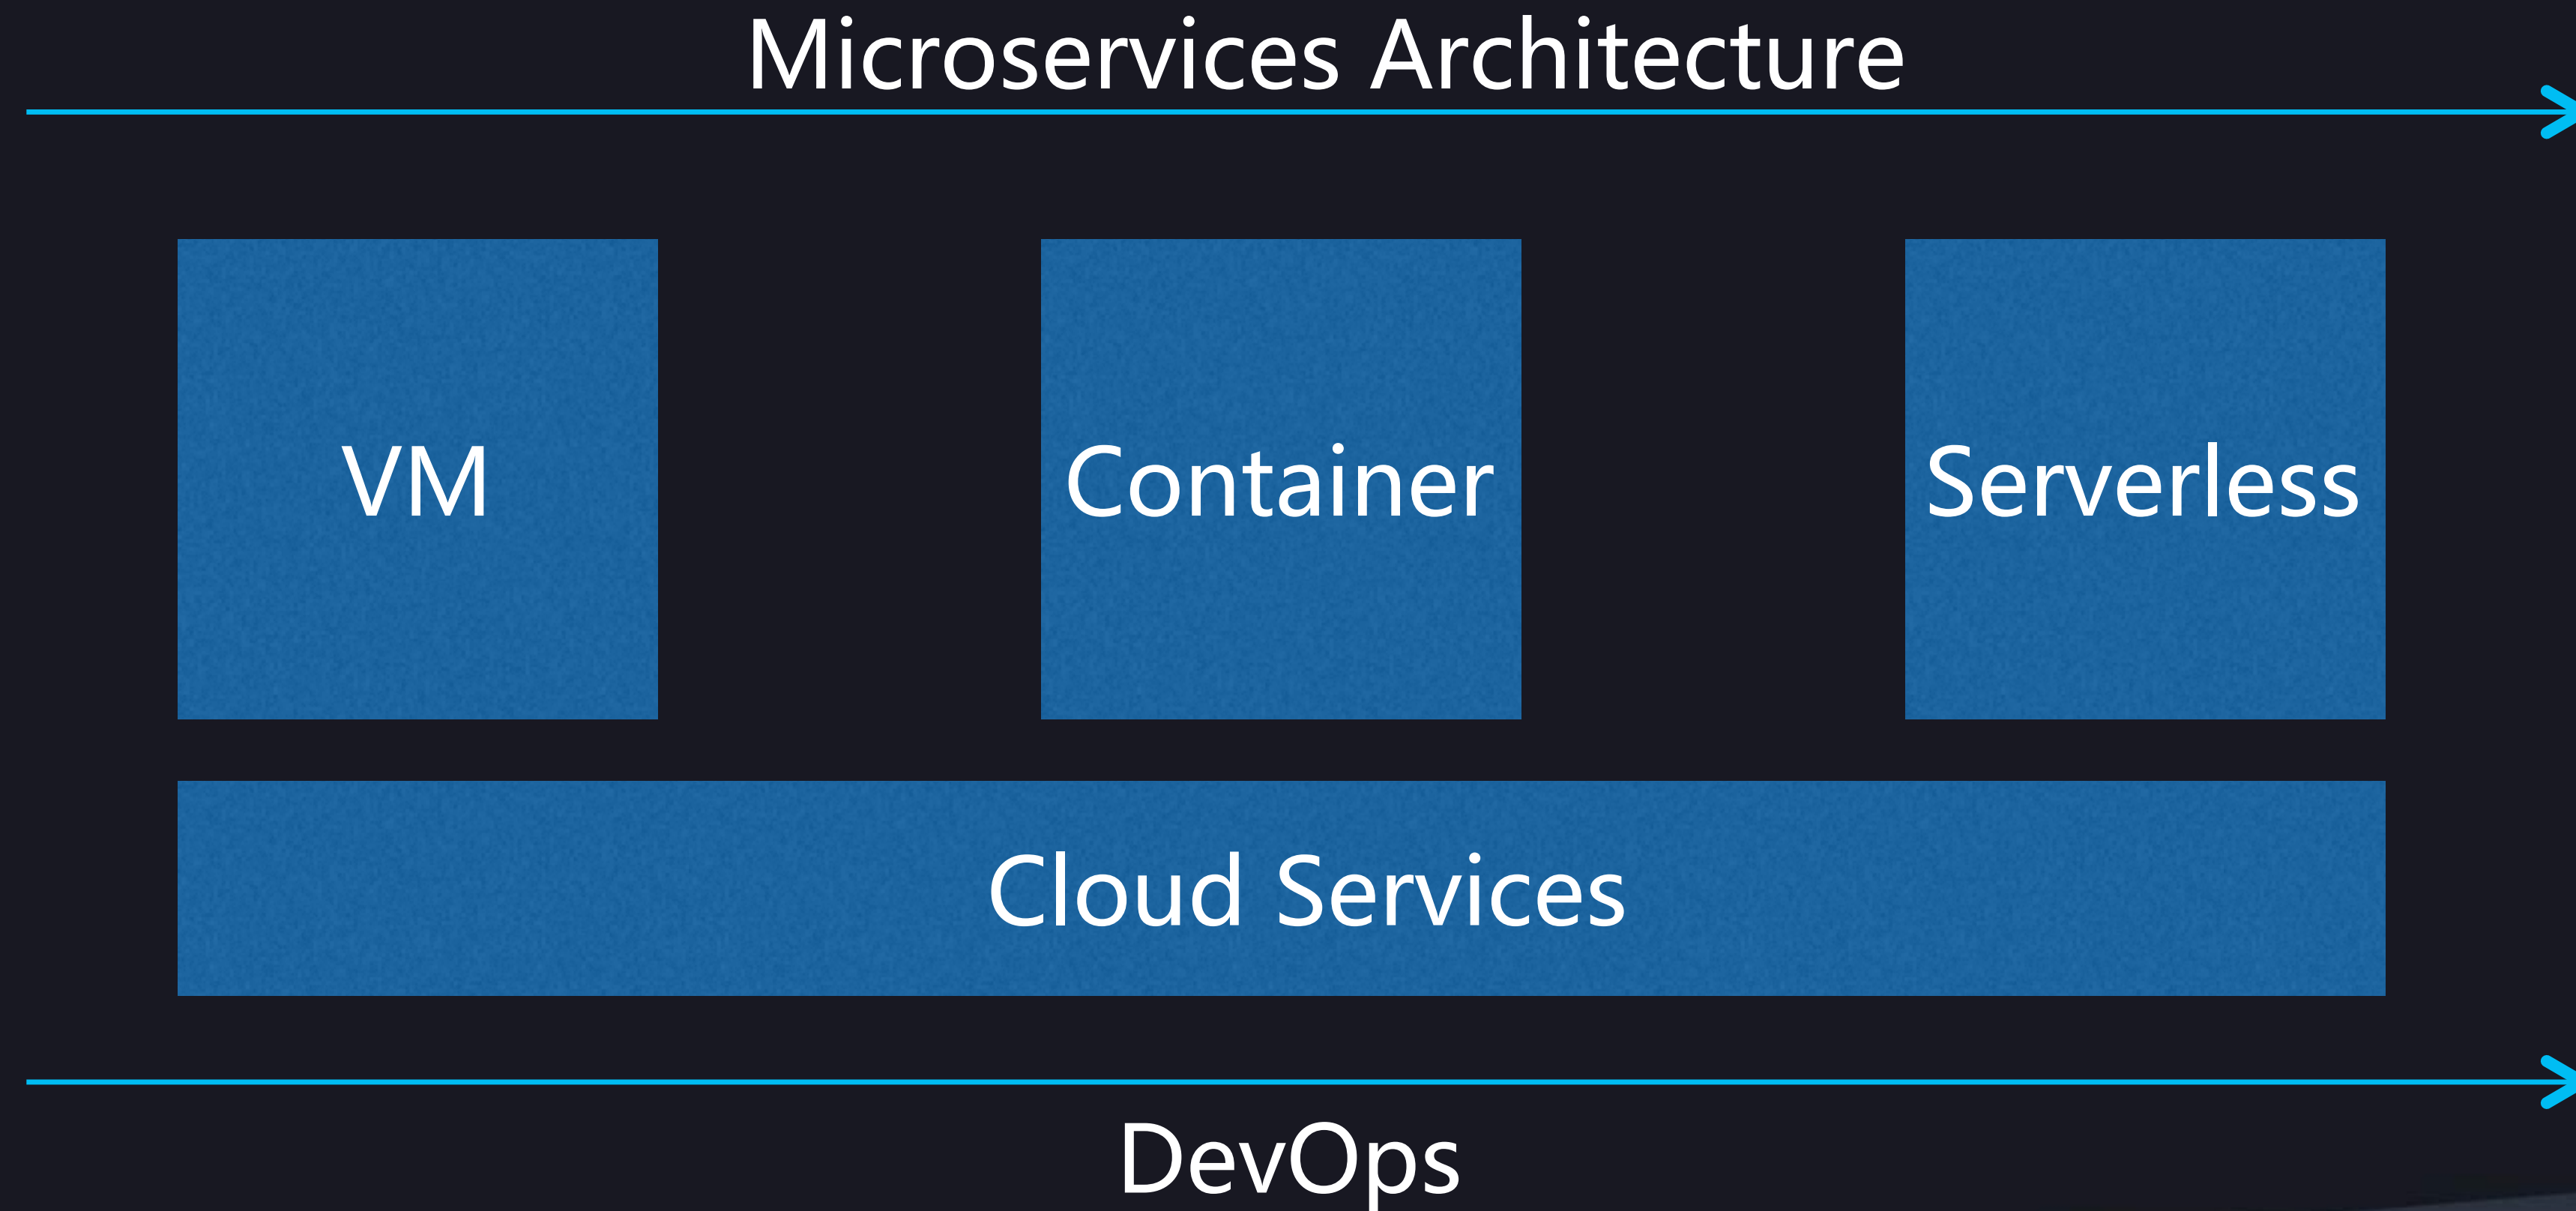 Microservices Architecture
VM
Container
Serverless
Cloud Services
DevOps